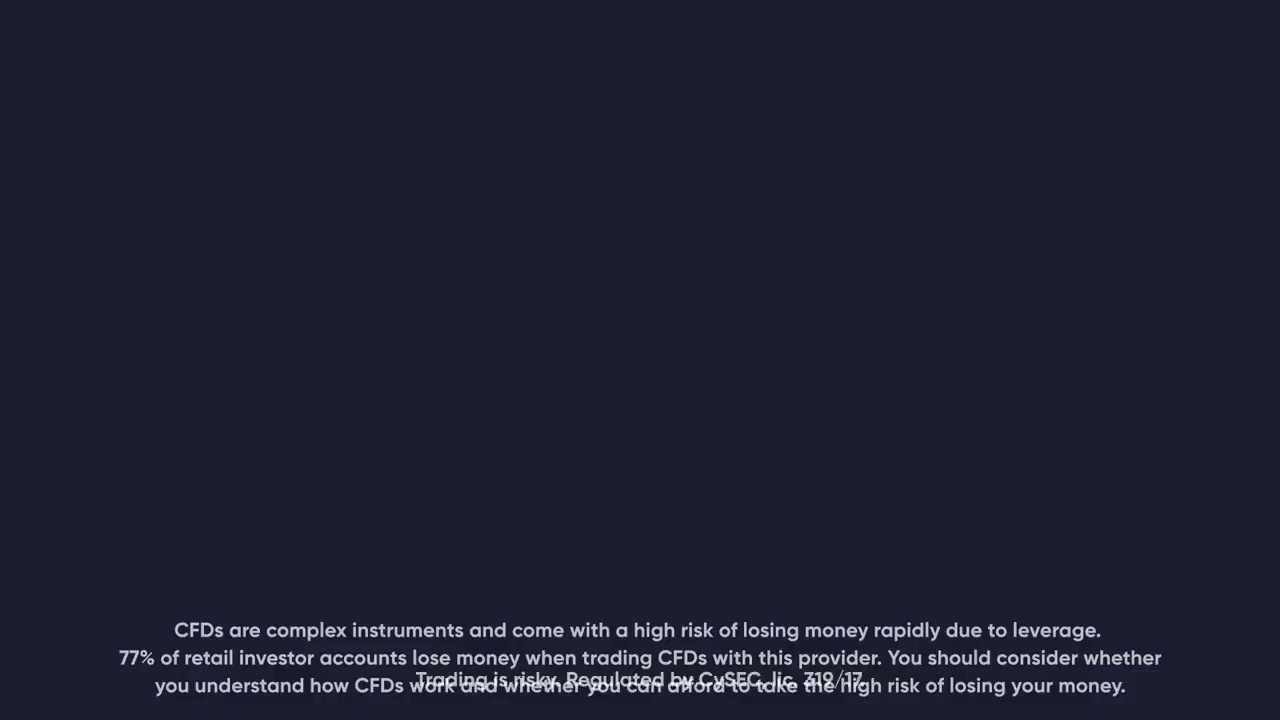 CFDs are complex instruments and come with a high risk of losing money rapidly due to leverage.
77% of retail investor accounts lose money when trading CFDs with this provider. You should consider whether
Trading is risky. Regulated by CySEC, lic. 319/17.
you understand how CFDs work and whether you can afford to take the high risk of losing your money.